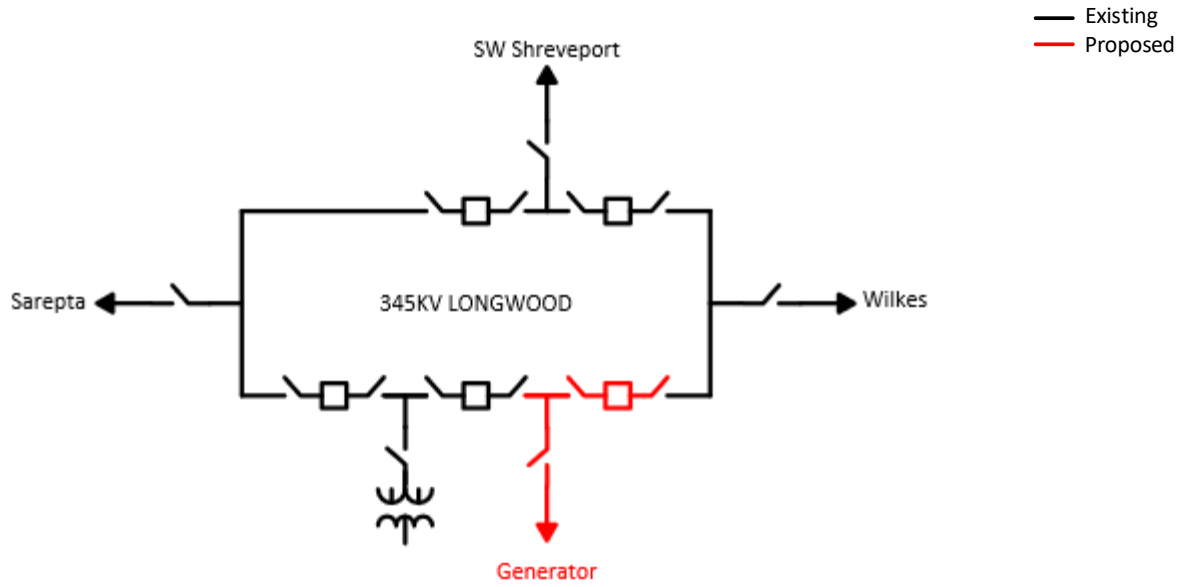 Existing
Proposed
SW Shreveport
Sarepta
345KV LONGWOOD
Wilkes
Generator